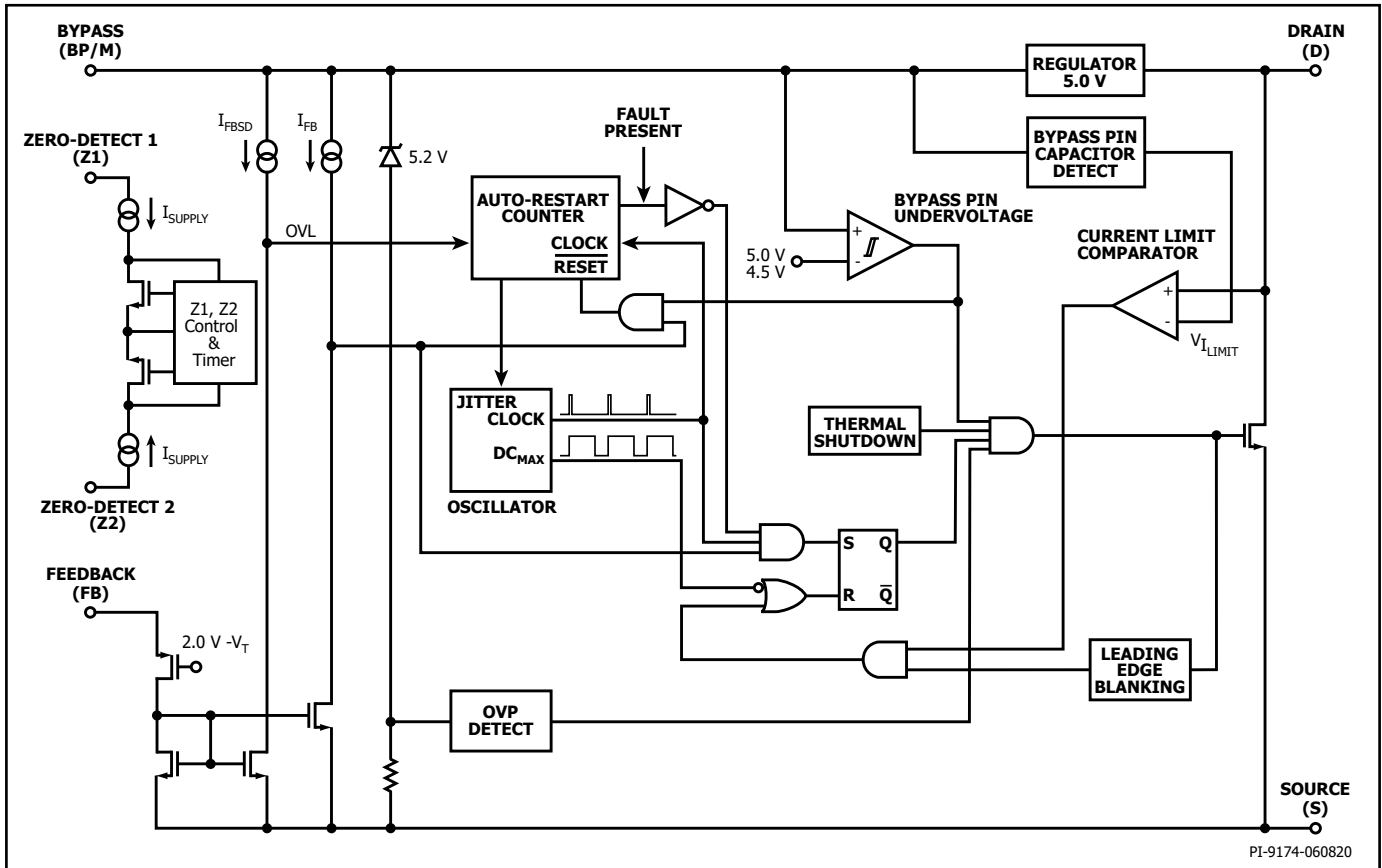 BYPASS
(BP/M)
DRAIN
(D)
REGULATOR
5.0 V
FAULT
PRESENT
I_FBSD
I_FB
ZERO-DETECT 1
(Z1)
5.2 V
BYPASS PIN
CAPACITOR
DETECT
AUTO-RESTART
COUNTER
CLOCK
RESET
BYPASS PIN
UNDERVOLTAGE
I_SUPPLY
OVL
+
-
5.0 V
4.5 V
CURRENT LIMIT
COMPARATOR
+
-
V_I_LIMIT
Z1, Z2
Control
&
Timer
JITTER
CLOCK
DC_MAX
OSCILLATOR
THERMAL
SHUTDOWN
I_SUPPLY
ZERO-DETECT 2
(Z2)
S Q
R Q̅
FEEDBACK
(FB)
2.0 V -V_T
LEADING
EDGE
BLANKING
OVP
DETECT
SOURCE
(S)
PI-9174-060820